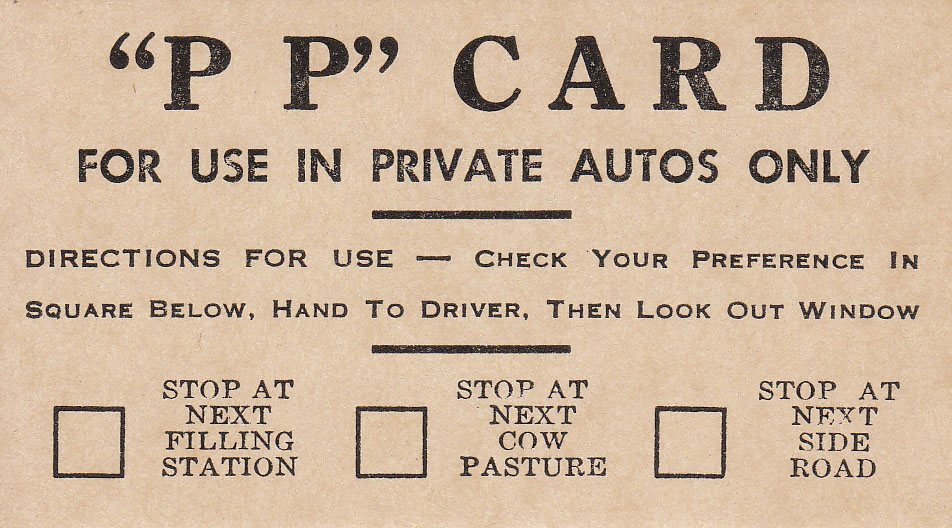 “P P” CARD
FOR USE IN PRIVATE AUTOS ONLY
DIRECTIONS FOR USE — CHECK YOUR PREFERENCE IN
SQUARE BELOW, HAND TO DRIVER, THEN LOOK OUT WINDOW
STOP AT
NEXT
FILLING
STATION
STOP AT
NEXT
COW
PASTURE
STOP AT
NEXT
SIDE
ROAD